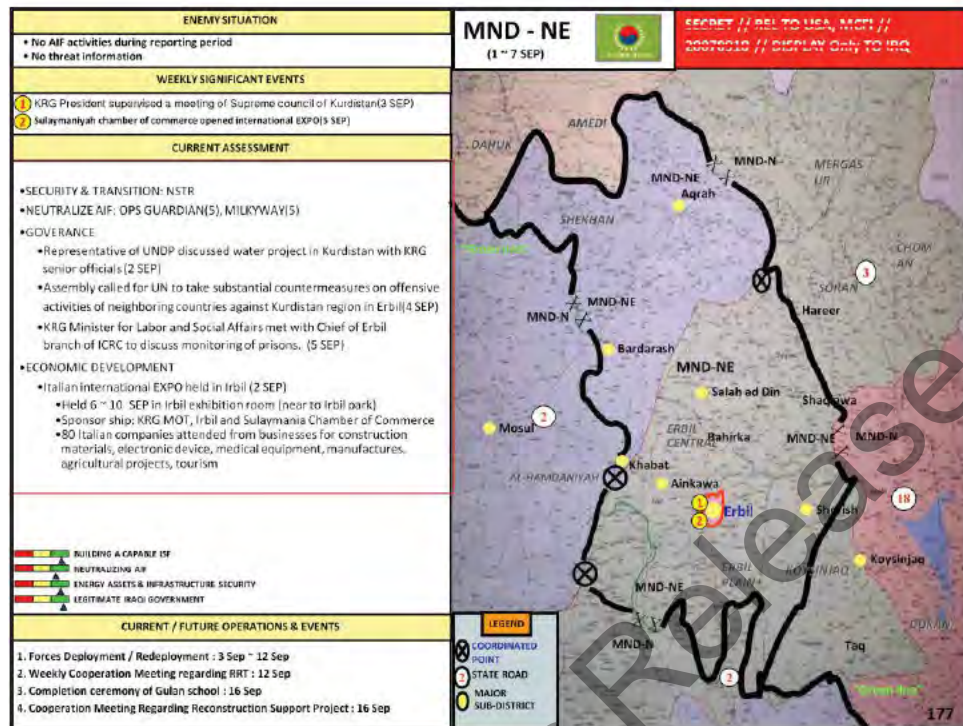 ENEMY SITUATION
• No AIF activities during reporting period
• No threat information
WEEKLY SIGNIFICANT EVENTS
1 KRG President supervised a meeting of Supreme council of Kurdistan(3 SEP)
2 Sulaymaniyah chamber of commerce opened international EXPO(5 SEP)
CURRENT ASSESSMENT
•SECURITY & TRANSITION: NSTR
•NEUTRALIZE AIF: OPS GUARDIAN(5), MILKYWAY(5)
•GOVERANCE
•Representative of UNDP discussed water project in Kurdistan with KRG
senior officials (2 SEP)
•Assembly called for UN to take substantial countermeasures on offensive
activities of neighboring countries against Kurdistan region in Erbil(4 SEP)
•KRG Minister for Labor and Social Affairs met with Chief of Erbil
branch of ICRC to discuss monitoring of prisons. (5 SEP)
•ECONOMIC DEVELOPMENT
•Italian international EXPO held in Irbil (2 SEP)
•Held 6 ~ 10 SEP in Irbil exhibition room (near to Irbil park)
•Sponsor ship: KRG MOT, Irbil and Sulaymania Chamber of Commerce
•80 Italian companies attended from businesses for construction
materials, electronic device, medical equipment, manufactures,
agricultural projects, tourism
BUILDING A CAPABLE ISF
NEUTRALIZING AIF
ENERGY ASSETS & INFRASTRUCTURE SECURITY
LEGITIMATE IRAQI GOVERNMENT
CURRENT / FUTURE OPERATIONS & EVENTS
1. Forces Deployment / Redeployment : 3 Sep ~ 12 Sep
2. Weekly Cooperation Meeting regarding RRT : 12 Sep
3. Completion ceremony of Gulan school : 16 Sep
4. Cooperation Meeting Regarding Reconstruction Support Project : 16 Sep
MND - NE
(1 ~ 7 SEP)
SECRET // REL TO USA, MCFI //
20070910 // DISPLAY Only TO IRQ
AMEDI
DAHUK
MND-N
MERGAS
UR
MND-NE
Aqrah
SHEKHAN
CHOM
AN
3
SORAN
Hareer
MND-NE
MND-N
Bardarash
MND-NE
Salah ad Din
Shaqlawa
2
Mosul
ERBIL
CENTRAL
Bahirka
MND-NE
MND-N
Khabat
AL-HAMDANIYAH
Ainkawa
18
1
2
Erbil
Shorish
Koysinjaq
MND-NE
ERBIL
PLAIN
KOYSINJAQ
MND-N
DUKAN
Taq
2
"Green line"
LEGEND
COORDINATED
POINT
2 STATE ROAD
MAJOR
SUB-DISTRICT
Release
177